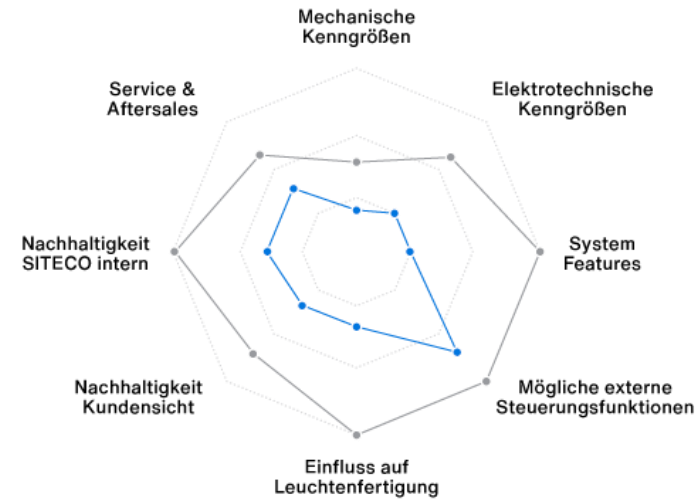 Mechanische
Kenngrößen
Service &
Aftersales
Elektrotechnische
Kenngrößen
Nachhaltigkeit
SITECO intern
System
Features
Nachhaltigkeit
Kundensicht
Mögliche externe
Steuerungsfunktionen
Einfluss auf
Leuchtenfertigung